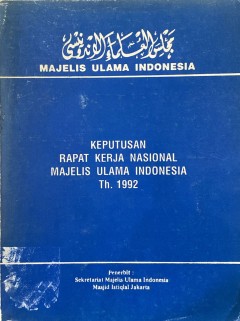 مجلس العلماء الاندونيسي
MAJELIS ULAMA INDONESIA
KEPUTUSAN
RAPAT KERJA NASIONAL
MAJELIS ULAMA INDONESIA
Th. 1992
Penerbit :
Sekretariat Majelis Ulama Indonesia
Masjid Istiqlal Jakarta